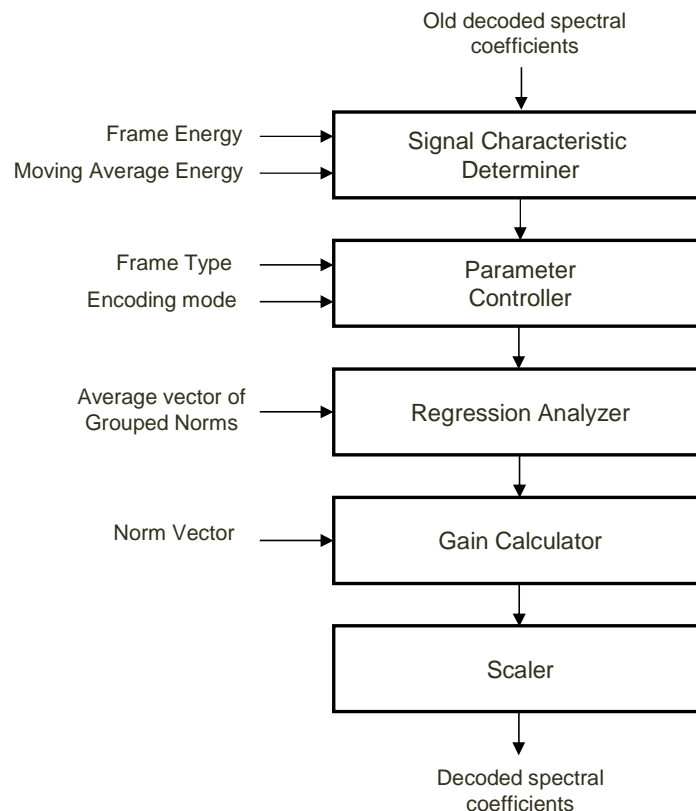 Old decoded spectral
coefficients
Frame Energy
Moving Average Energy
Signal Characteristic
Determiner
Frame Type
Encoding mode
Parameter
Controller
Average vector of
Grouped Norms
Regression Analyzer
Norm Vector
Gain Calculator
Scaler
Decoded spectral
coefficients